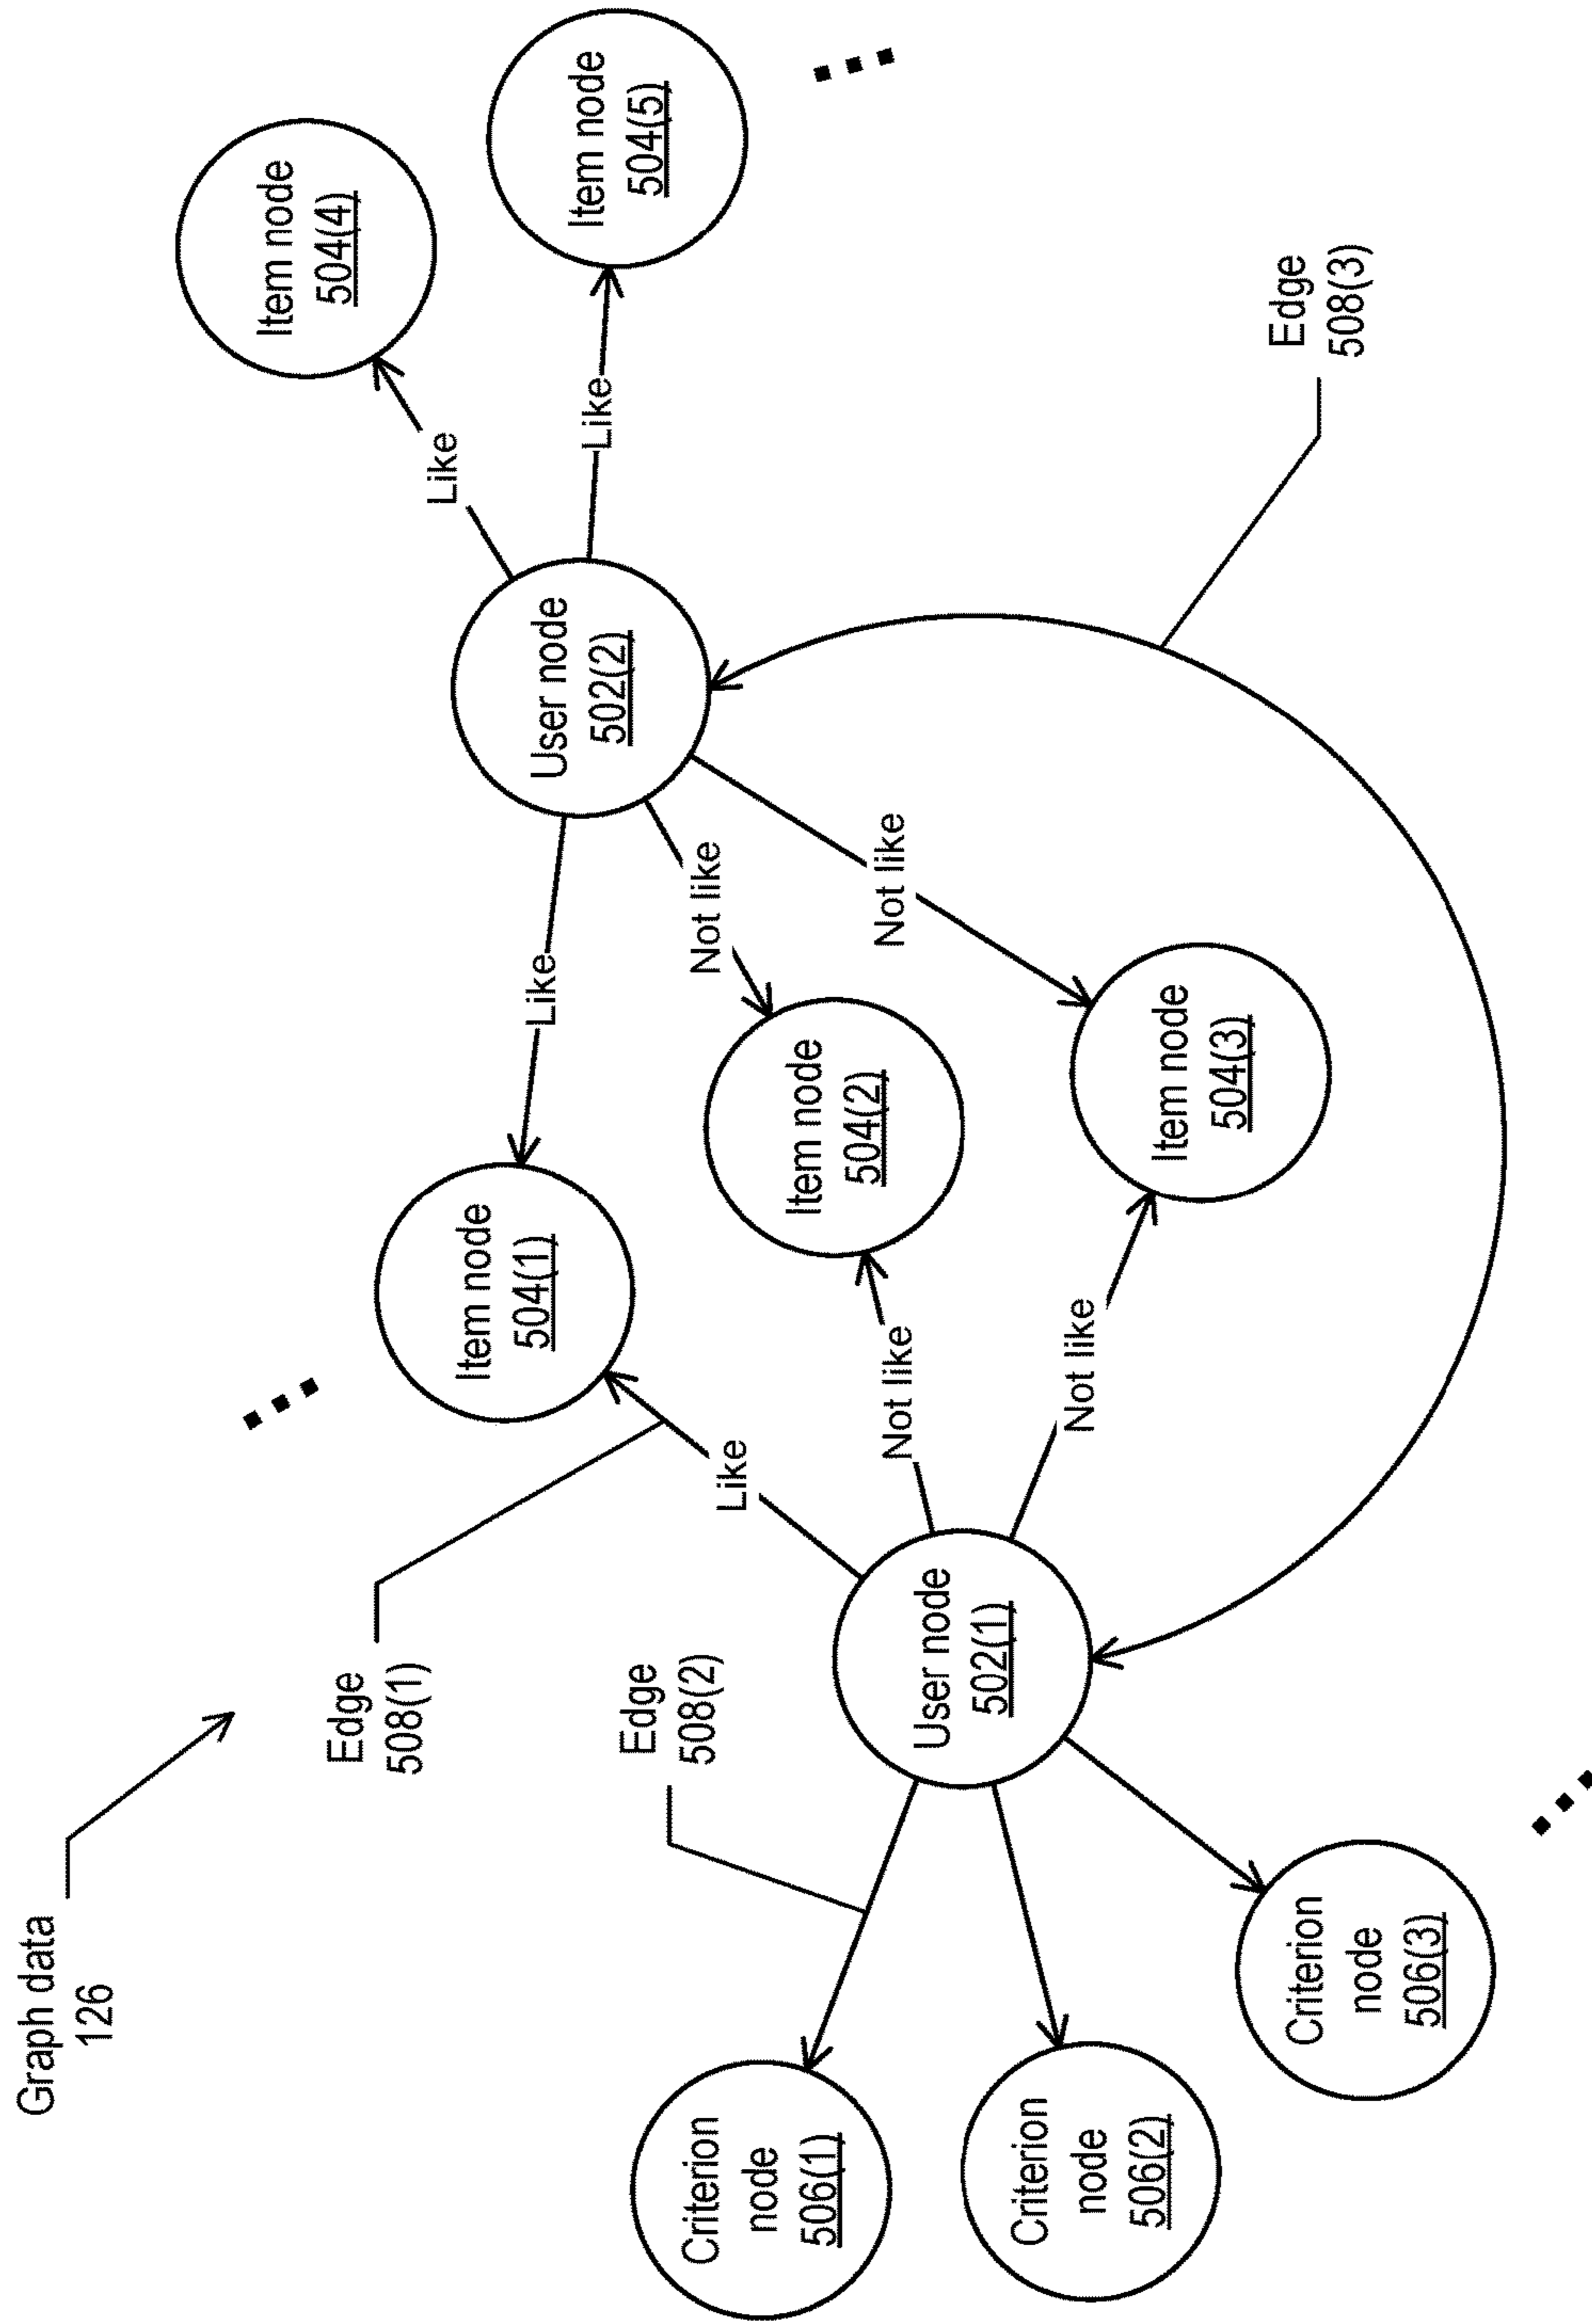 Graph data
126
Edge
508(1)
Edge
508(2)
Item node
504(1)
Like
Like
Like
Item node
504(4)
User node
502(2)
Like
Item node
504(5)
Not like
Item node
504(2)
Not like
Not like
Item node
504(3)
Not like
User node
502(1)
Criterion
node
506(1)
Criterion
node
506(2)
Criterion
node
506(3)
Edge
508(3)